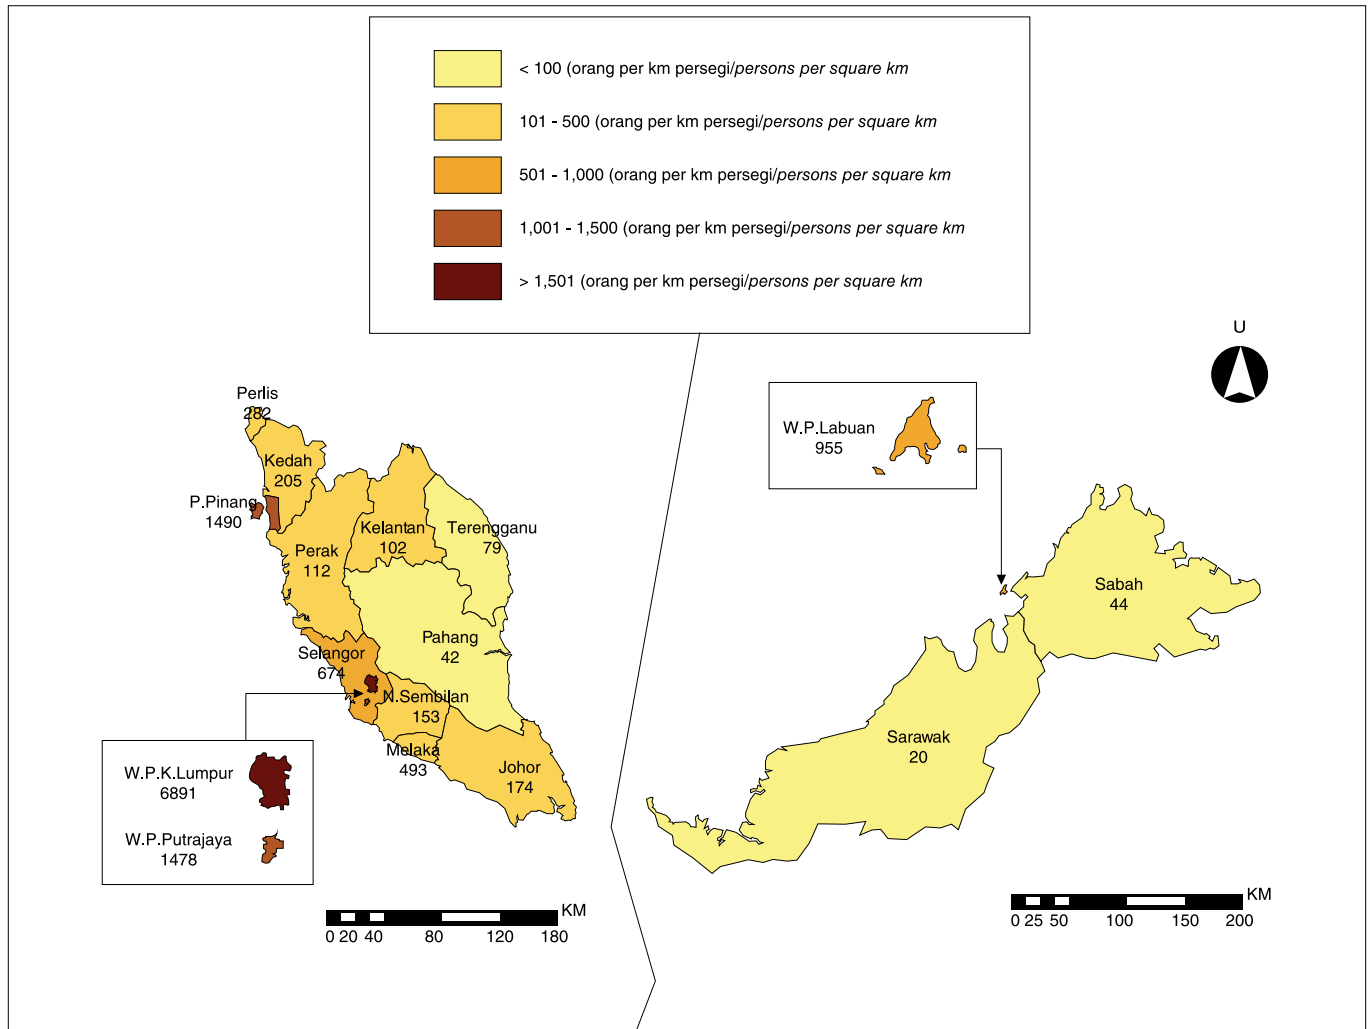 < 100 (orang per km persegi/persons per square km
101 - 500 (orang per km persegi/persons per square km
501 - 1,000 (orang per km persegi/persons per square km
1,001 - 1,500 (orang per km persegi/persons per square km
> 1,501 (orang per km persegi/persons per square km
U
Perlis
282
Kedah
205
P.Pinang
1490
Perak
112
Kelantan
102
Terengganu
79
Pahang
42
Selangor
674
N.Sembilan
153
Melaka
493
Johor
174
W.P.K.Lumpur
6891
W.P.Putrajaya
1478
KM
0 20 40 80 120 180
W.P.Labuan
955
Sabah
44
Sarawak
20
KM
0 25 50 100 150 200